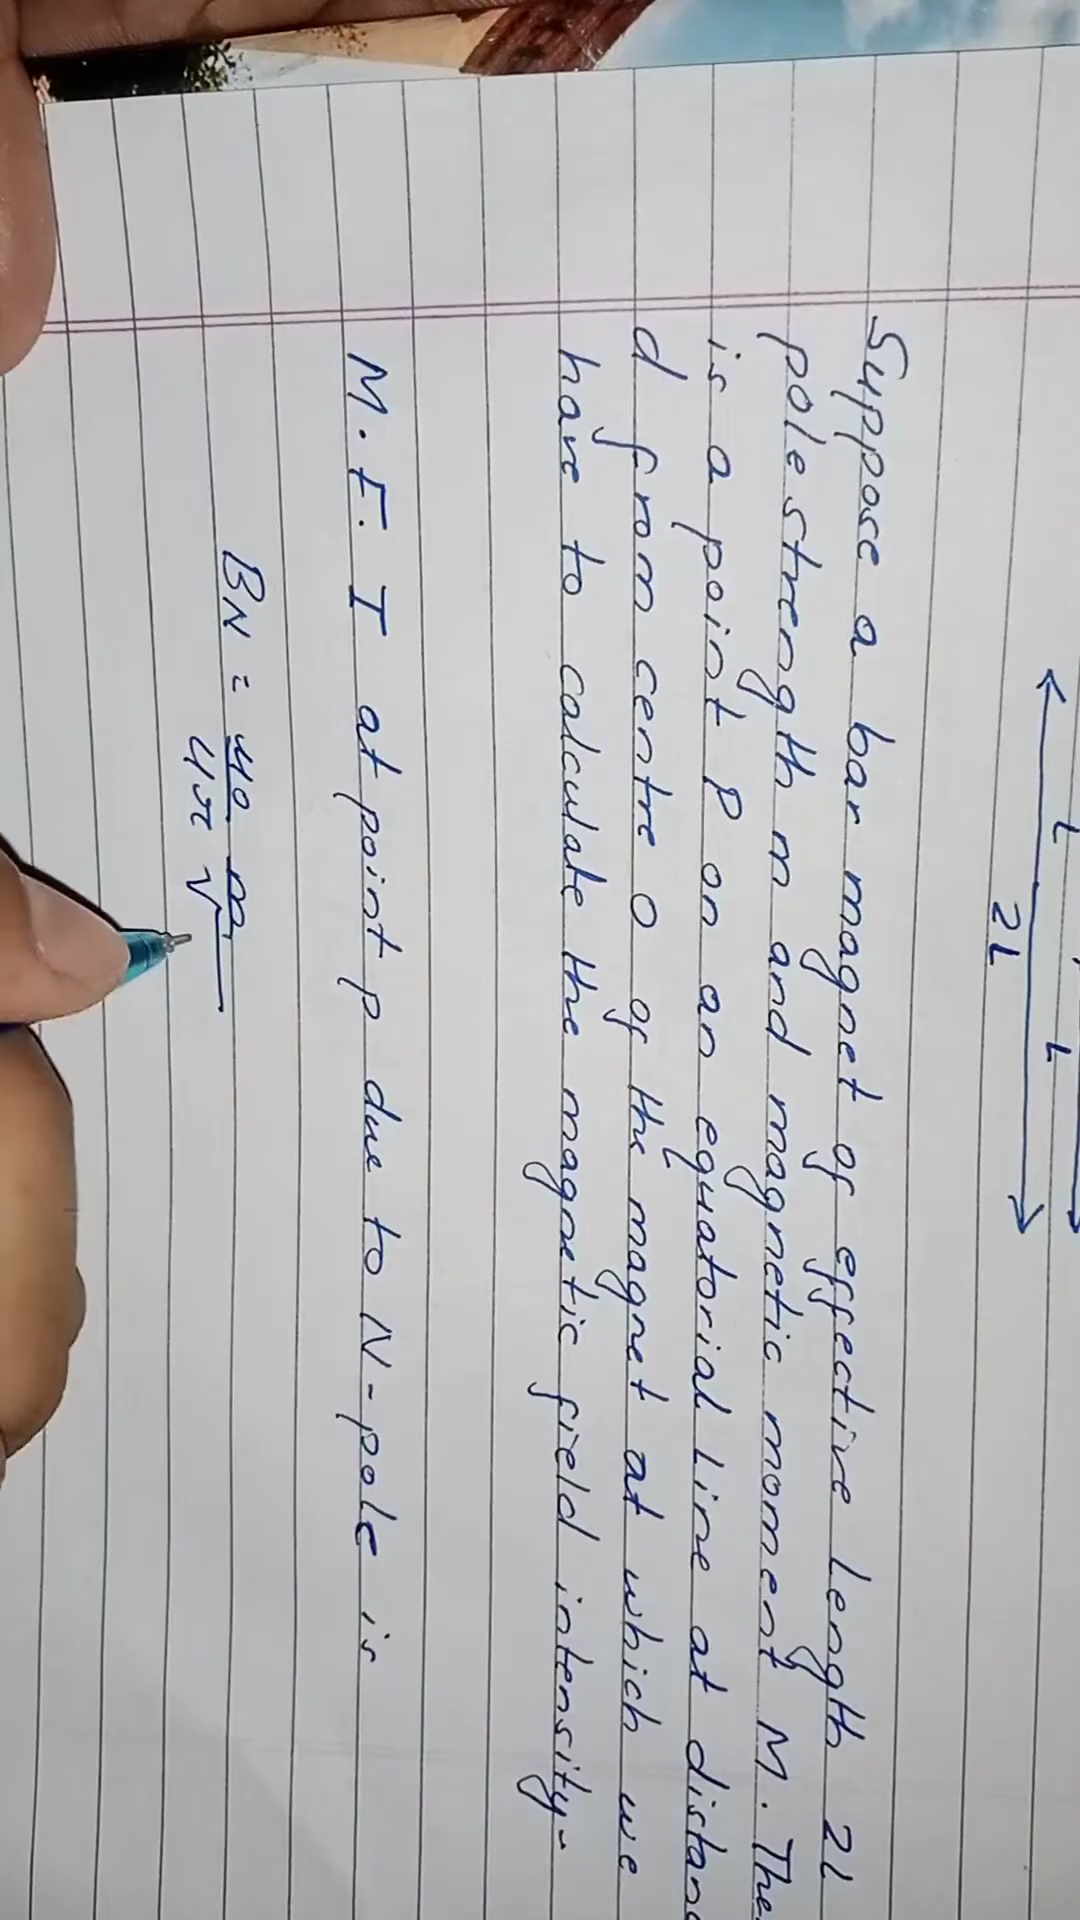 L L
2L
Suppose a bar magnet of effective Length 2L
pole strength m and magnetic moment M. The
is a point P on an equatorial Line at distanc
d from centre O of the magnet at which we
have to calculate the magnetic field intensity-
M.F.I at point p due to N-pole is
BN = μ0 m
4π √